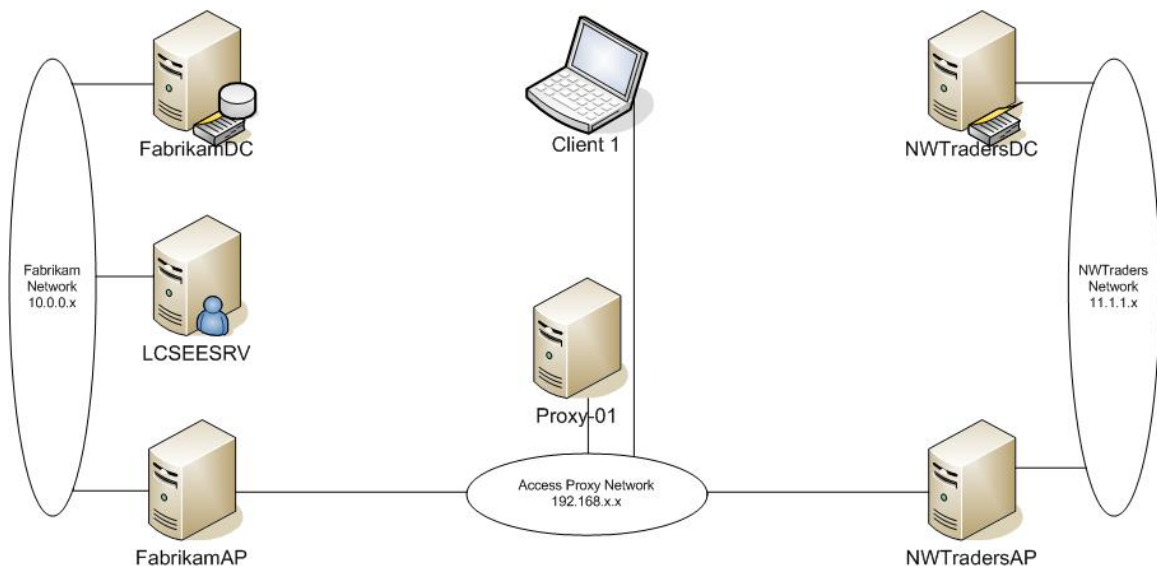 FabrikamDC
Client 1
NWTradersDC
Fabrikam
Network
10.0.0.x
NWTraders
Network
11.1.1.x
LCSEESRV
Proxy-01
Access Proxy Network
192.168.x.x
FabrikamAP
NWTradersAP